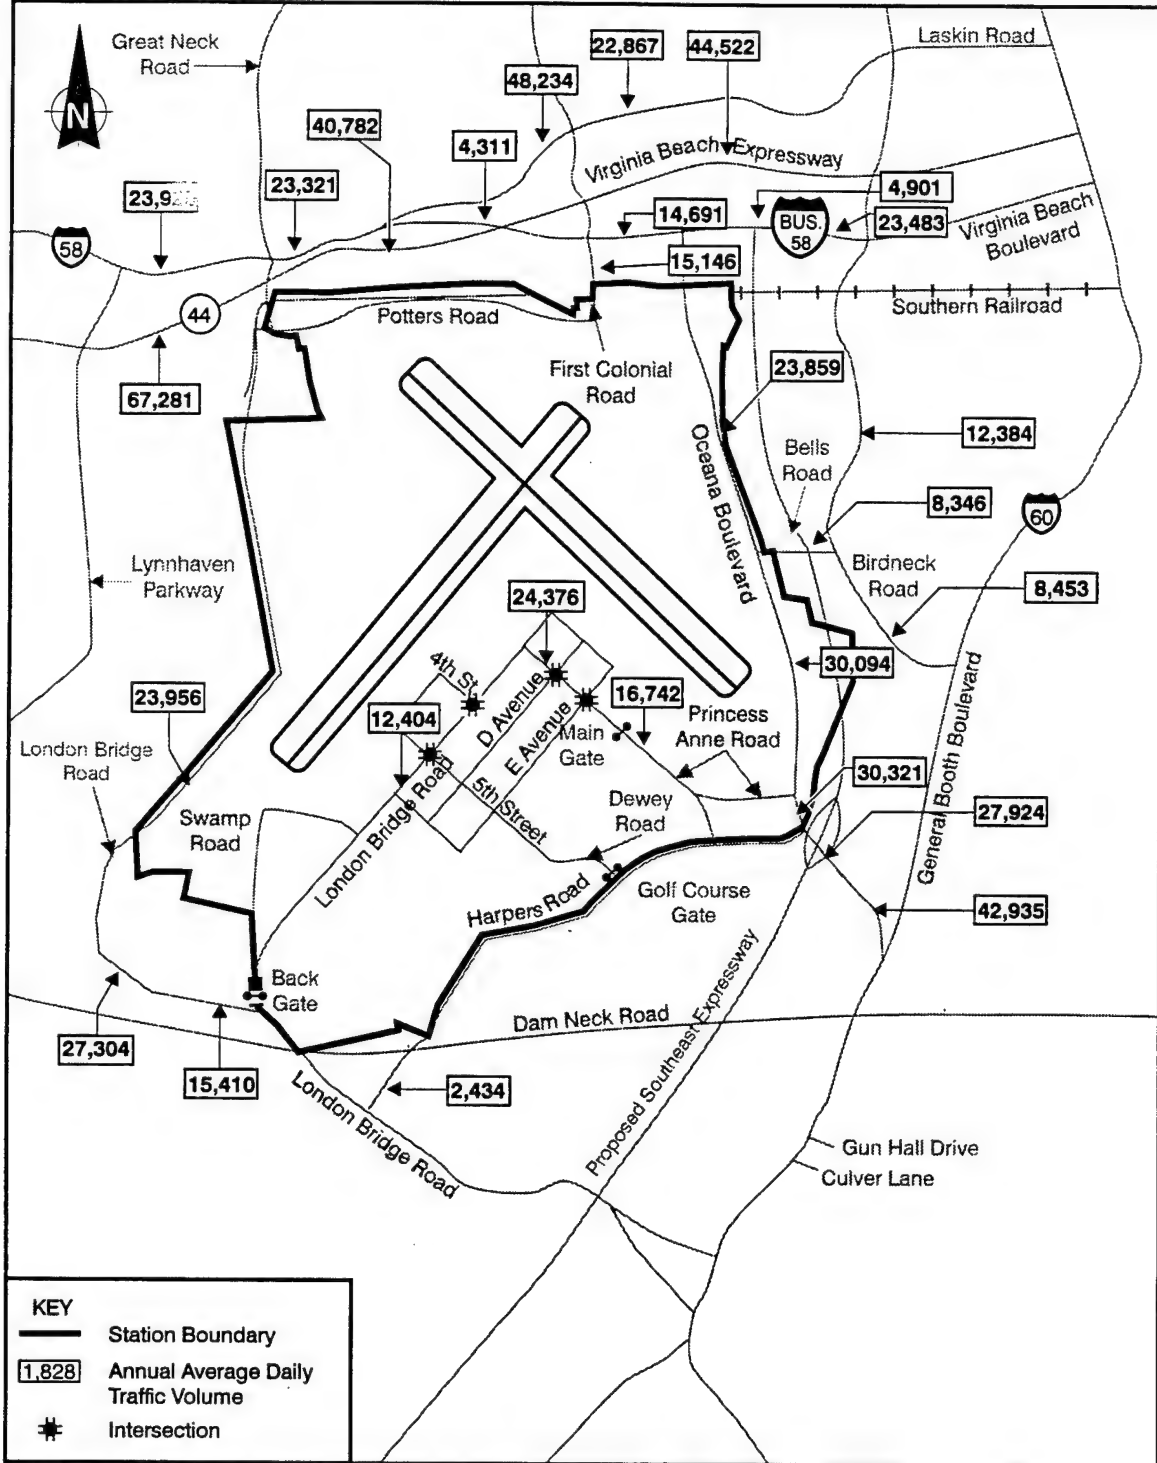 Great Neck
Road
22,867
44,522
Laskin Road
48,234
N
40,782
4,311
Virginia Beach Expressway
23,321
4,901
14,691
BUS.
58
23,483
Virginia Beach
Boulevard
58
15,146
44
Potters Road
Southern Railroad
First Colonial
Road
23,859
67,281
Oceana Boulevard
12,384
Bells
Road
8,346
60
Lynnhaven
Parkway
Birdneck
Road
24,376
8,453
4th St
30,094
23,956
12,404
D Avenue
E Avenue
16,742
Main
Gate
Princess
Anne Road
London Bridge
Road
General Booth Boulevard
30,321
5th Street
Dewey
Road
27,924
Swamp
Road
London Bridge Road
Harpers Road
Golf Course
Gate
42,935
Back
Gate
Dam Neck Road
Proposed Southeast Expressway
27,304
15,410
2,434
London Bridge Road
Gun Hall Drive
Culver Lane
KEY
Station Boundary
1,828
Annual Average Daily
Traffic Volume
Intersection